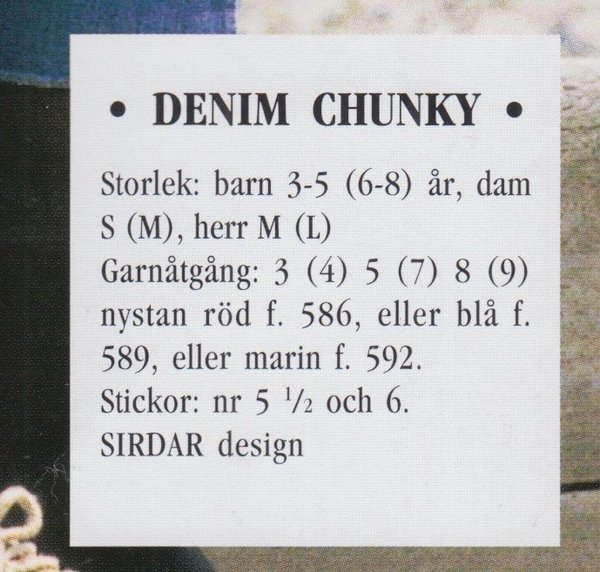 • DENIM CHUNKY •
Storlek: barn 3-5 (6-8) år, dam
S (M), herr M (L)
Garnåtgång: 3 (4) 5 (7) 8 (9)
nystan röd f. 586, eller blå f.
589, eller marin f. 592.
Stickor: nr 5 ½ och 6.
SIRDAR design